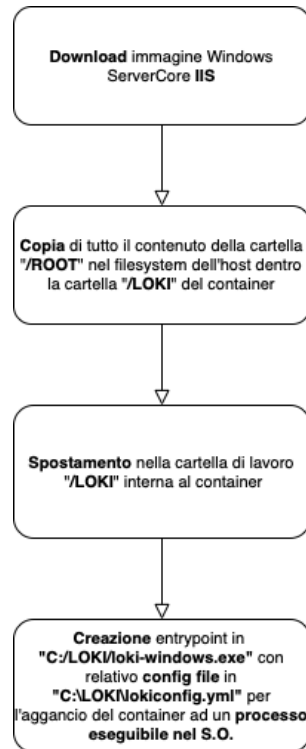 Download immagine Windows
ServerCore IIS
Copia di tutto il contenuto della cartella
"/ROOT" nel filesystem dell'host dentro
la cartella "/LOKI" del container
Spostamento nella cartella di lavoro
"/LOKI" interna al container
Creazione entrypoint in
"C:/LOKI/loki-windows.exe" con
relativo config file in
"C:\LOKI\lokiconfig.yml" per
l'aggancio del container ad un processo
eseguibile nel S.O.